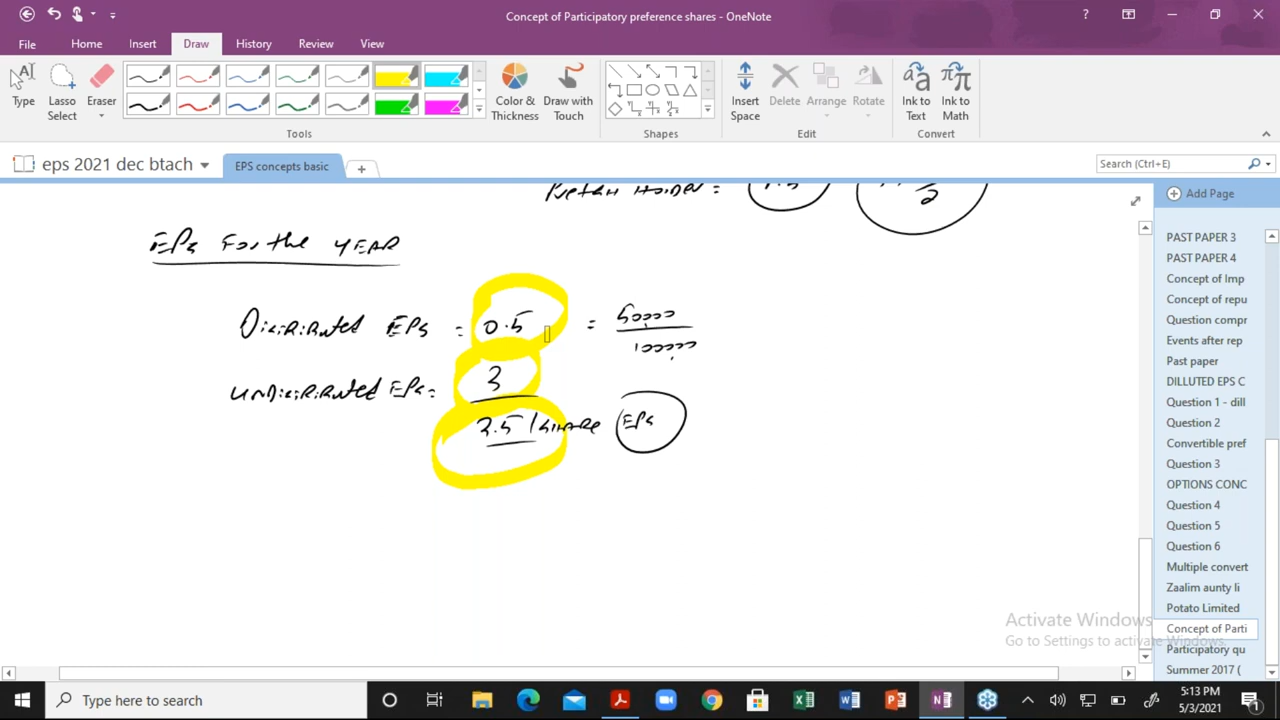 Concept of Participatory preference shares - OneNote
File Home Insert Draw History Review View
Type
Lasso Select
Eraser
Color & Thickness
Draw with Touch
Insert Space
Delete
Arrange
Rotate
Ink to Text
Ink to Math
Tools
Shapes
Edit
Convert
eps 2021 dec btach
EPS concepts basic
Search (Ctrl+E)
Add Page
EPS For the YEAR
Distributed EPS = 0.5 = 50000
100000
UNDistributed EPS = 3
3.5 / SHARE EPS
PAST PAPER 3
PAST PAPER 4
Concept of Imp
Concept of repu
Question compr
Events after rep
Past paper
DILLUTED EPS C
Question 1 - dill
Question 2
Convertible pref
Question 3
OPTIONS CONC
Question 4
Question 5
Question 6
Multiple convert
Zaalim aunty li
Potato Limited
Concept of Parti
Participatory qu
Summer 2017 (
Activate Windows
Go to Settings to activate Windows.
Type here to search
5:13 PM
5/3/2021